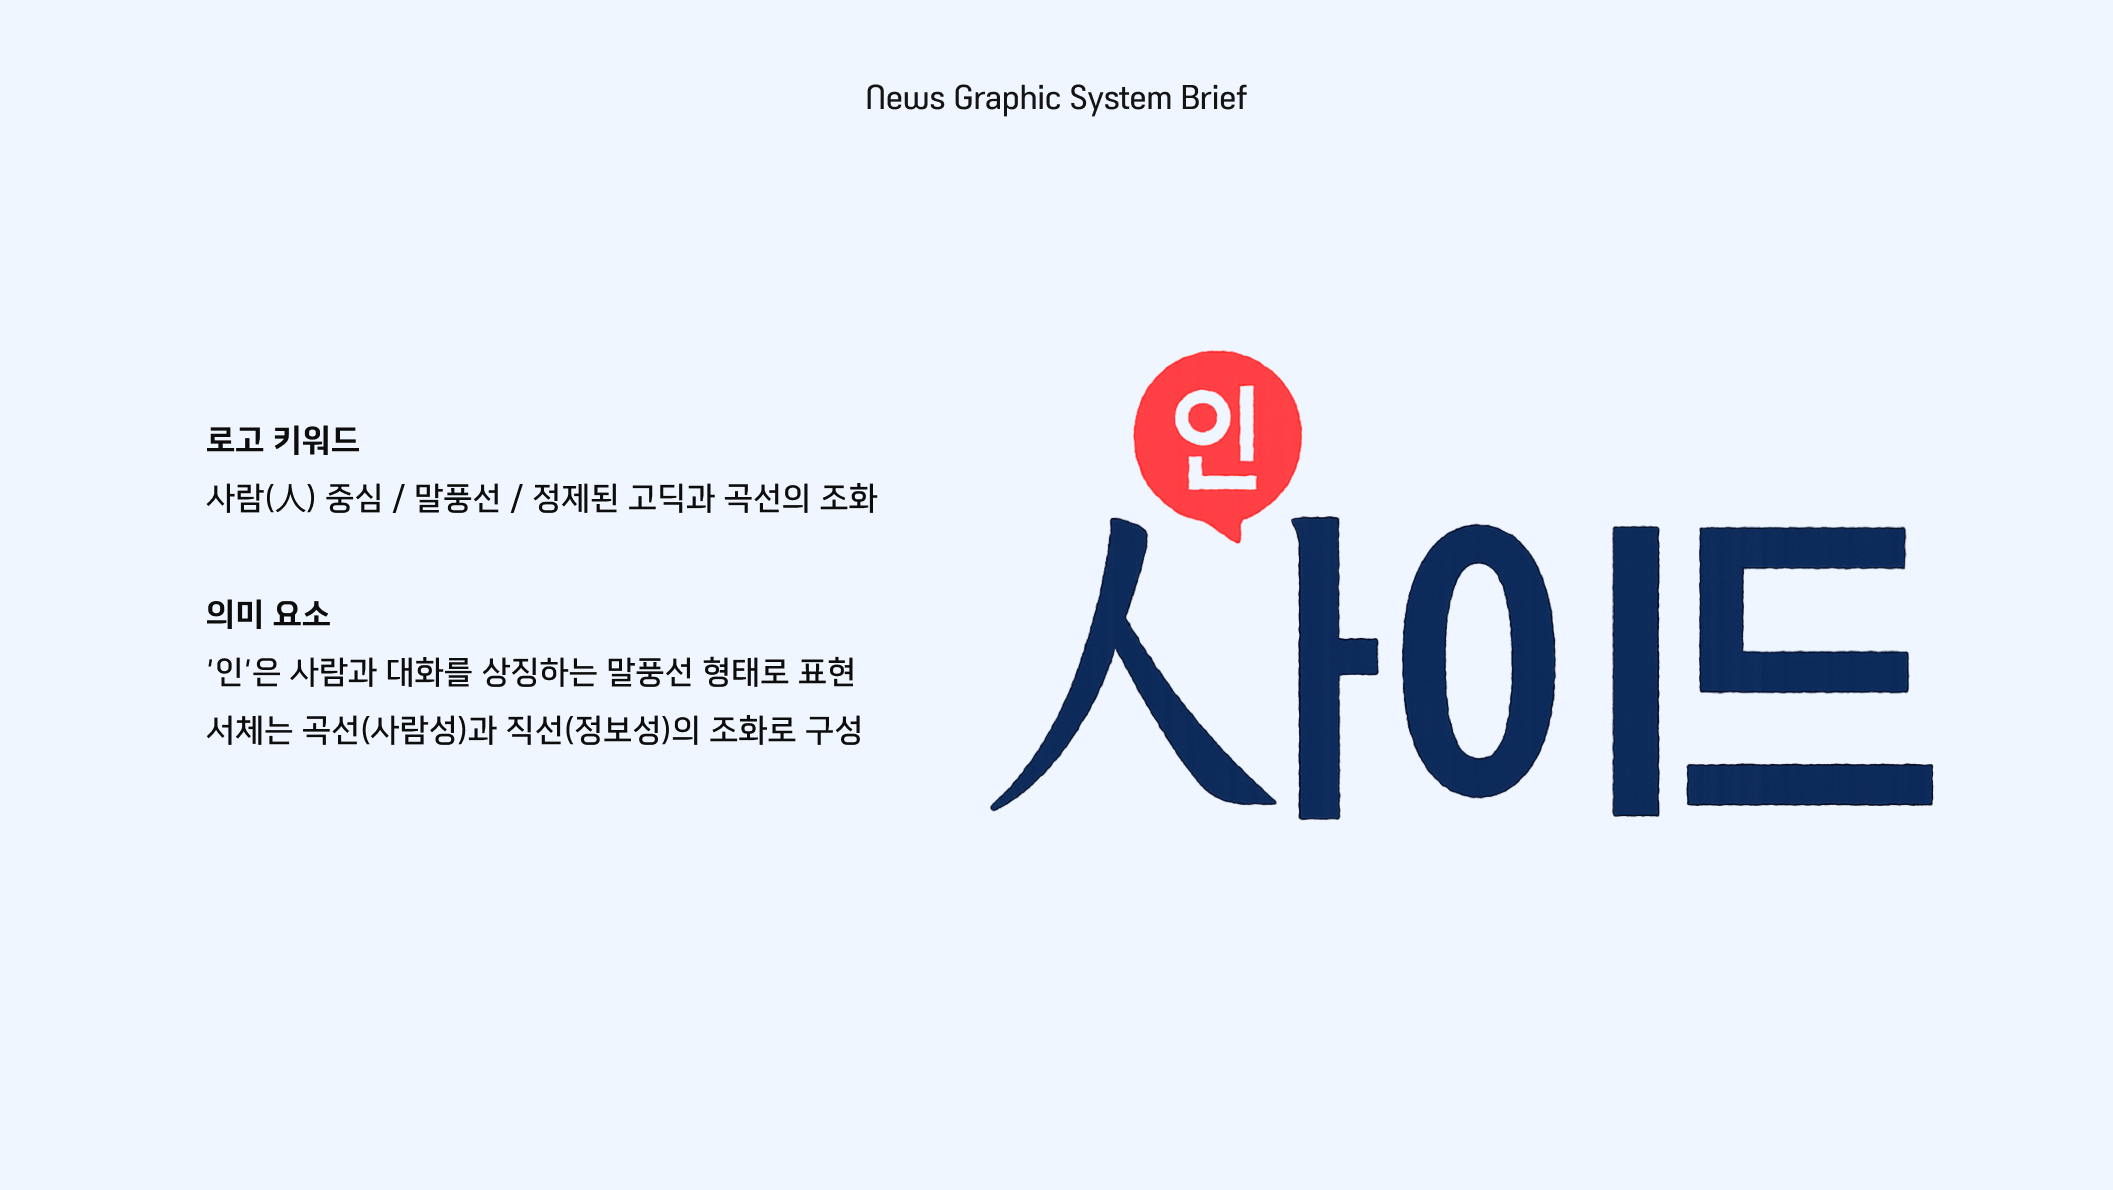 News Graphic System Brief
로고 키워드
사람(人) 중심 / 말풍선 / 정제된 고딕과 곡선의 조화
의미 요소
'인'은 사람과 대화를 상징하는 말풍선 형태로 표현
서체는 곡선(사람성)과 직선(정보성)의 조화로 구성
인
사이드